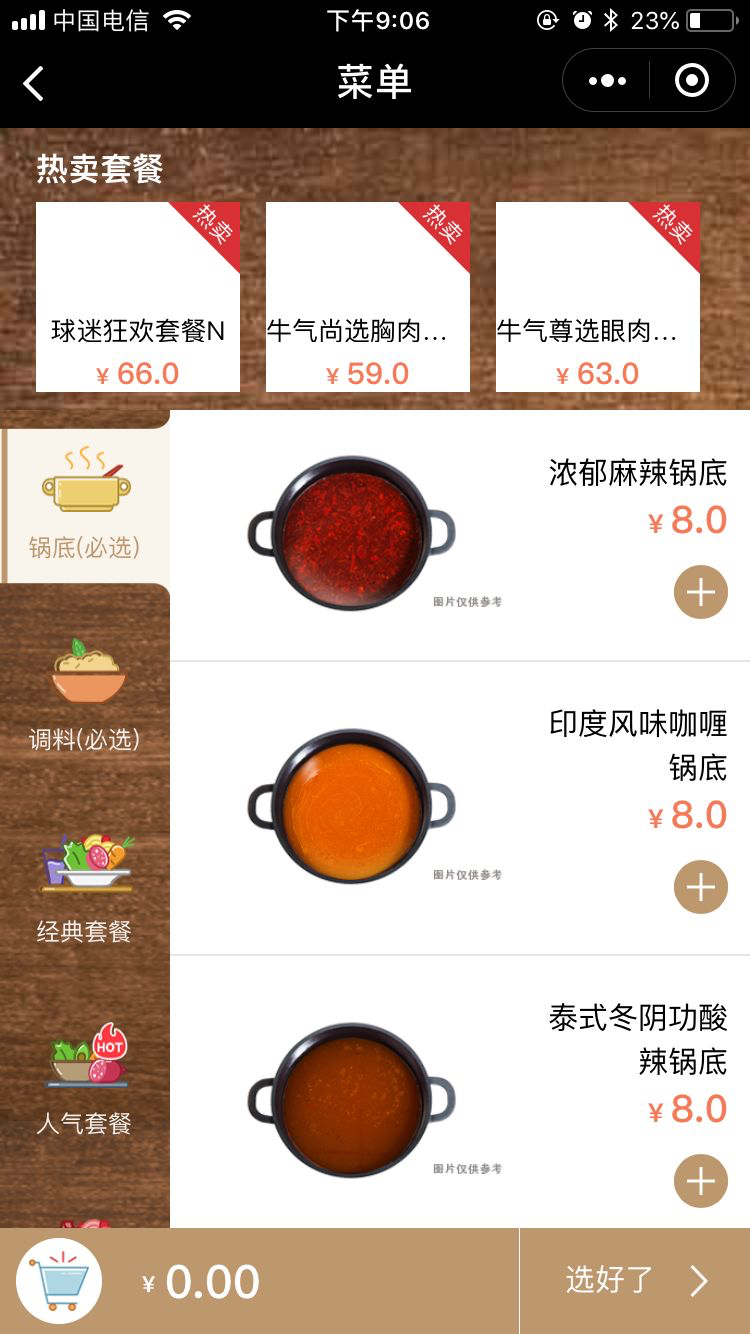 中国电信
下午9:06
23%
菜单
热卖套餐
热卖
热卖
热卖
球迷狂欢套餐N
¥ 66.0
牛气尚选胸肉...
¥ 59.0
牛气尊选眼肉...
¥ 63.0
锅底(必选)
调料(必选)
经典套餐
HOT
人气套餐
浓郁麻辣锅底
¥ 8.0
图片仅供参考
印度风味咖喱
锅底
¥ 8.0
图片仅供参考
泰式冬阴功酸
辣锅底
¥ 8.0
图片仅供参考
¥ 0.00
选好了